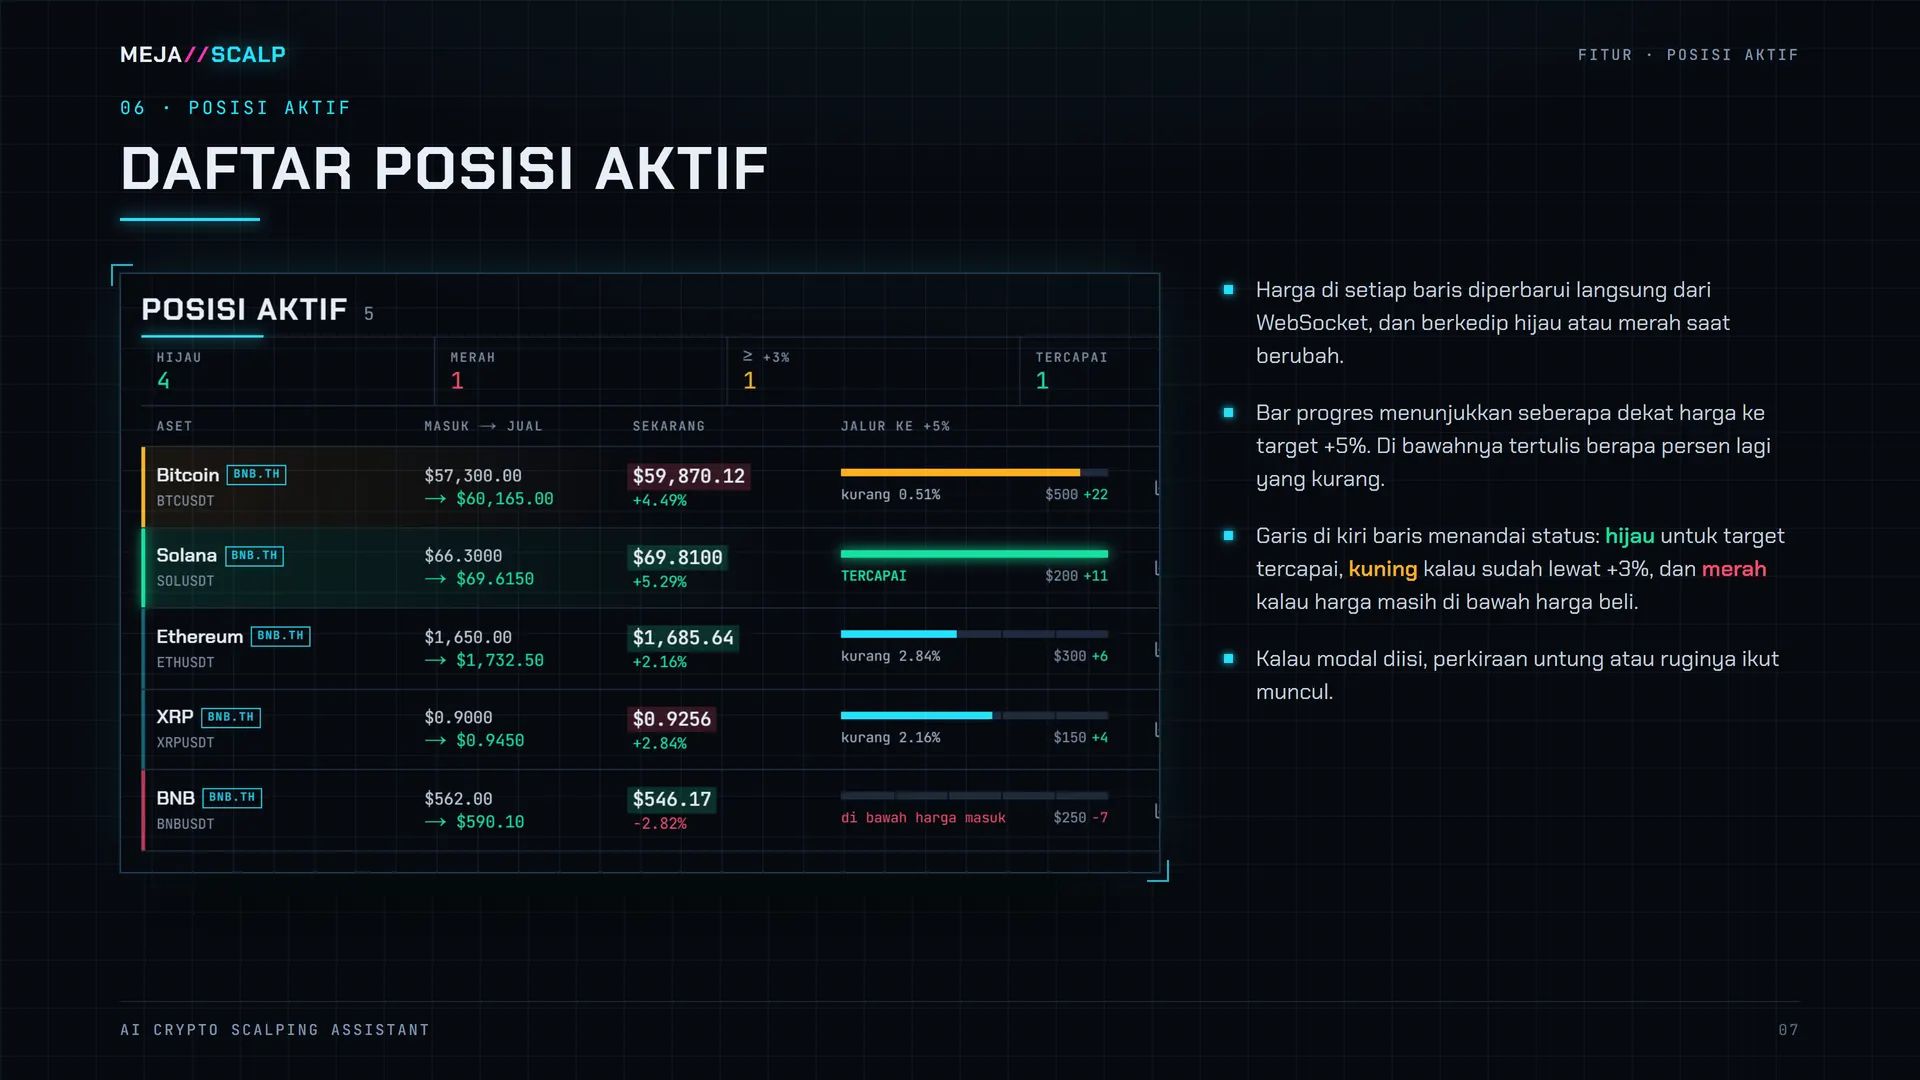 MEJA//SCALP
FITUR · POSISI AKTIF
06 · POSISI AKTIF
DAFTAR POSISI AKTIF
POSISI AKTIF 5
HIJAU
4
MERAH
1
≥ +3%
1
TERCAPAI
1
ASET
MASUK → JUAL
SEKARANG
JALUR KE +5%
Bitcoin BNB.TH
BTCUSDT
$57,300.00
→ $60,165.00
$59,870.12
+4.49%
kurang 0.51%
$500 +22
Solana BNB.TH
SOLUSDT
$66.3000
→ $69.6150
$69.8100
+5.29%
TERCAPAI
$200 +11
Ethereum BNB.TH
ETHUSDT
$1,650.00
→ $1,732.50
$1,685.64
+2.16%
kurang 2.84%
$300 +6
XRP BNB.TH
XRPUSDT
$0.9000
→ $0.9450
$0.9256
+2.84%
kurang 2.16%
$150 +4
BNB BNB.TH
BNBUSDT
$562.00
→ $590.10
$546.17
-2.82%
di bawah harga masuk
$250 -7
Harga di setiap baris diperbarui langsung dari
WebSocket, dan berkedip hijau atau merah saat
berubah.
Bar progres menunjukkan seberapa dekat harga ke
target +5%. Di bawahnya tertulis berapa persen lagi
yang kurang.
Garis di kiri baris menandai status: hijau untuk target
tercapai, kuning kalau sudah lewat +3%, dan merah
kalau harga masih di bawah harga beli.
Kalau modal diisi, perkiraan untung atau ruginya ikut
muncul.
AI CRYPTO SCALPING ASSISTANT
07